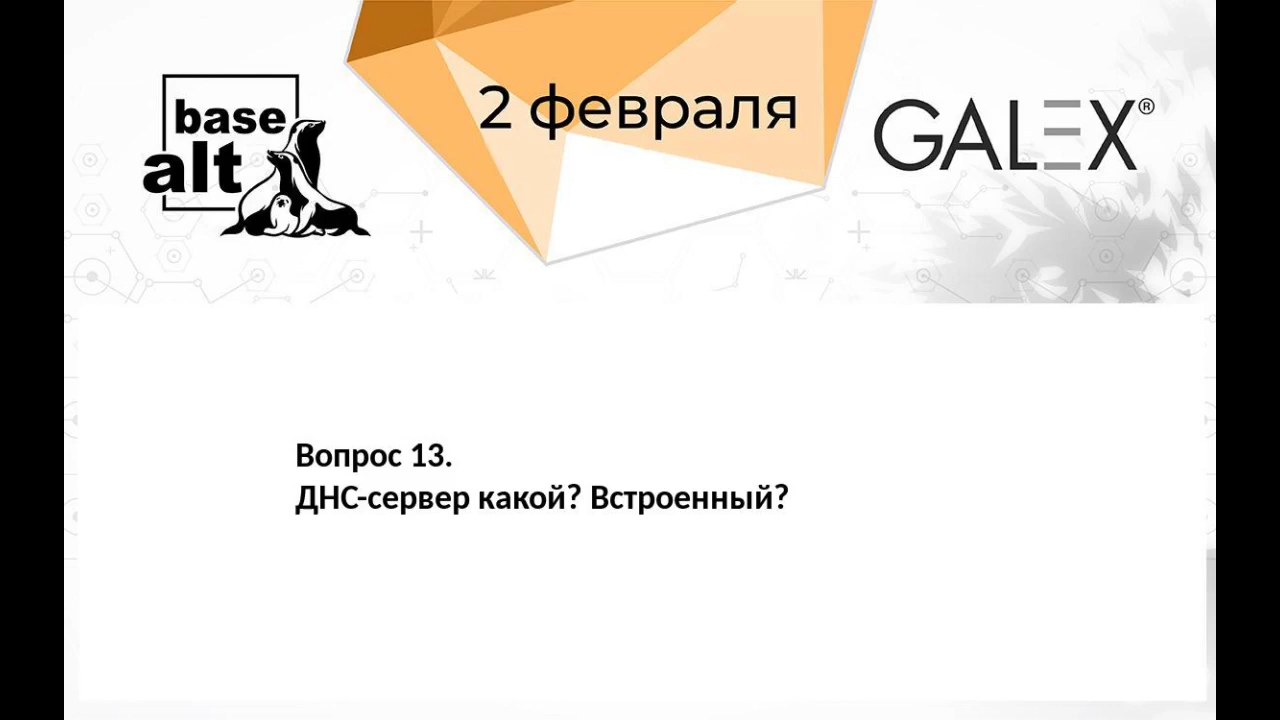 base
alt
2 февраля
GALEX®
Вопрос 13.
ДНС-сервер какой? Встроенный?